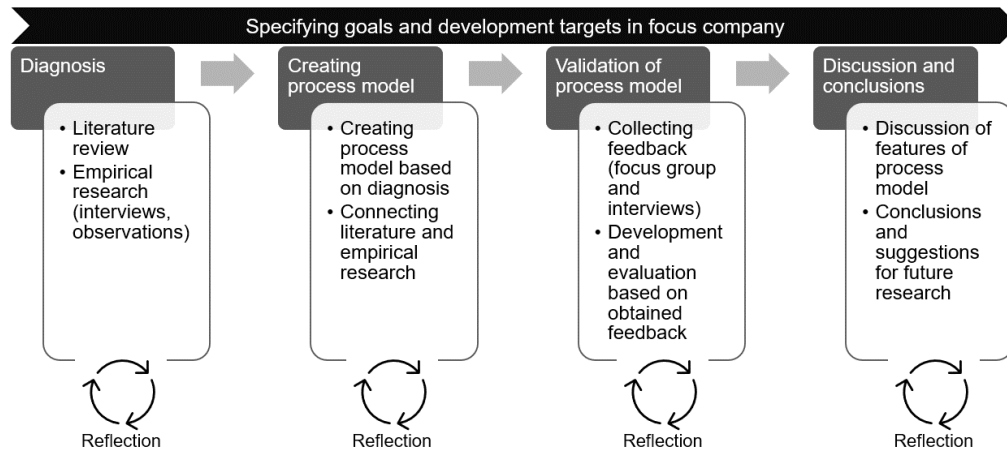 Specifying goals and development targets in focus company
Diagnosis
• Literature
review
• Empirical
research
(interviews,
observations)
Reflection
Creating
process model
• Creating
process
model based
on diagnosis
• Connecting
literature and
empirical
research
Reflection
Validation of
process model
• Collecting
feedback
(focus group
and
interviews)
• Development
and
evaluation
based on
obtained
feedback
Reflection
Discussion and
conclusions
• Discussion of
features of
process
model
• Conclusions
and
suggestions
for future
research
Reflection